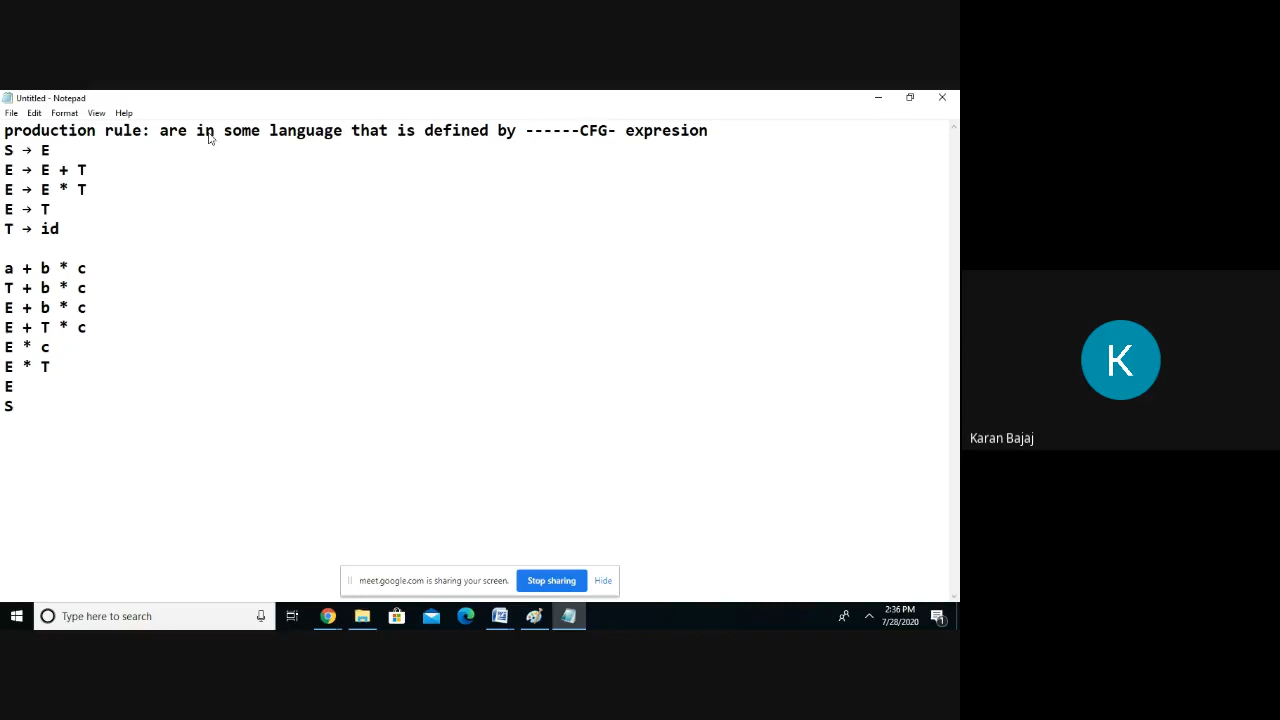 Untitled - Notepad
File Edit Format View Help
production rule: are in some language that is defined by ------CFG- expresion
S → E
E → E + T
E → E * T
E → T
T → id
a + b * c
T + b * c
E + b * c
E + T * c
E * c
E * T
E
S
K
Karan Bajaj
meet.google.com is sharing your screen.
Stop sharing
Hide
Type here to search
2:36 PM
7/28/2020
1